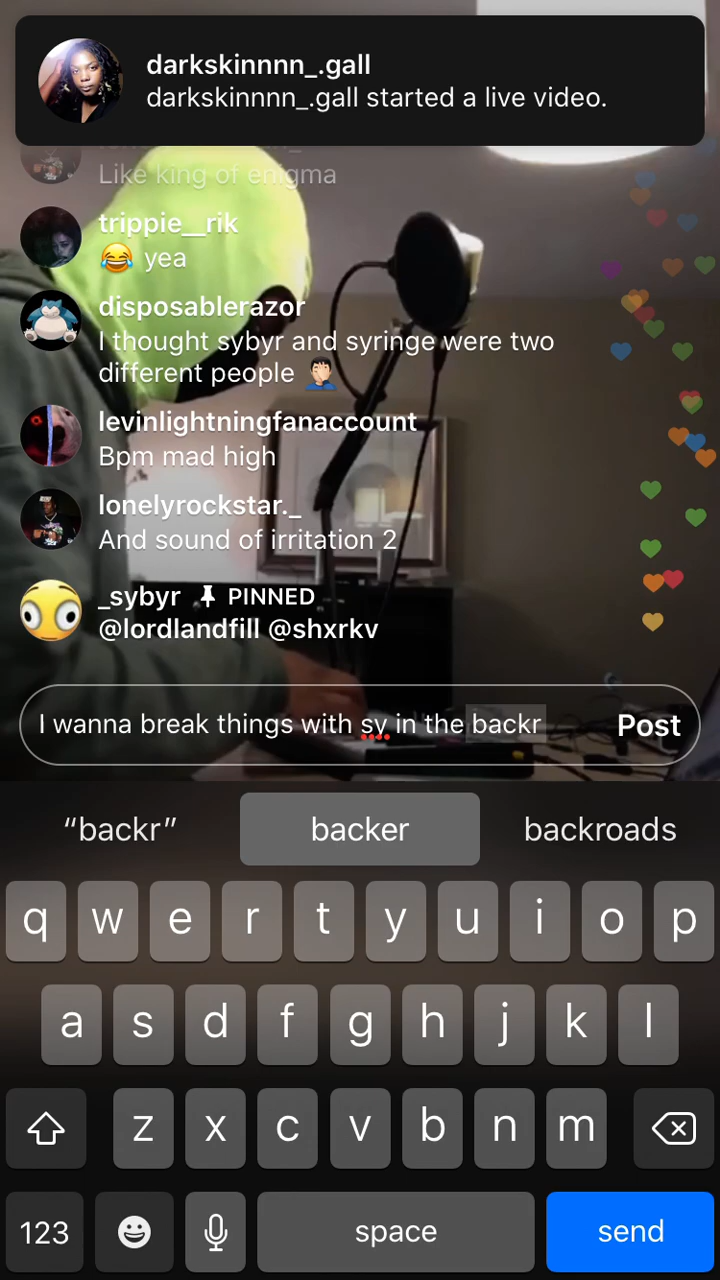 darkskinnnn_.gall
darkskinnnn_.gall started a live video.
Like king of enigma
trippie__rik
😂 yea
disposablerazor
I thought sybyr and syringe were two
different people 🤦🏻‍♂️
levinlightningfanaccount
Bpm mad high
lonelyrockstar._
And sound of irritation 2
_sybyr 📌 PINNED
@lordlandfill @shxrkv
I wanna break things with sy in the backr Post
“backr” backer backroads
q w e r t y u i o p
a s d f g h j k l
z x c v b n m
123 space send